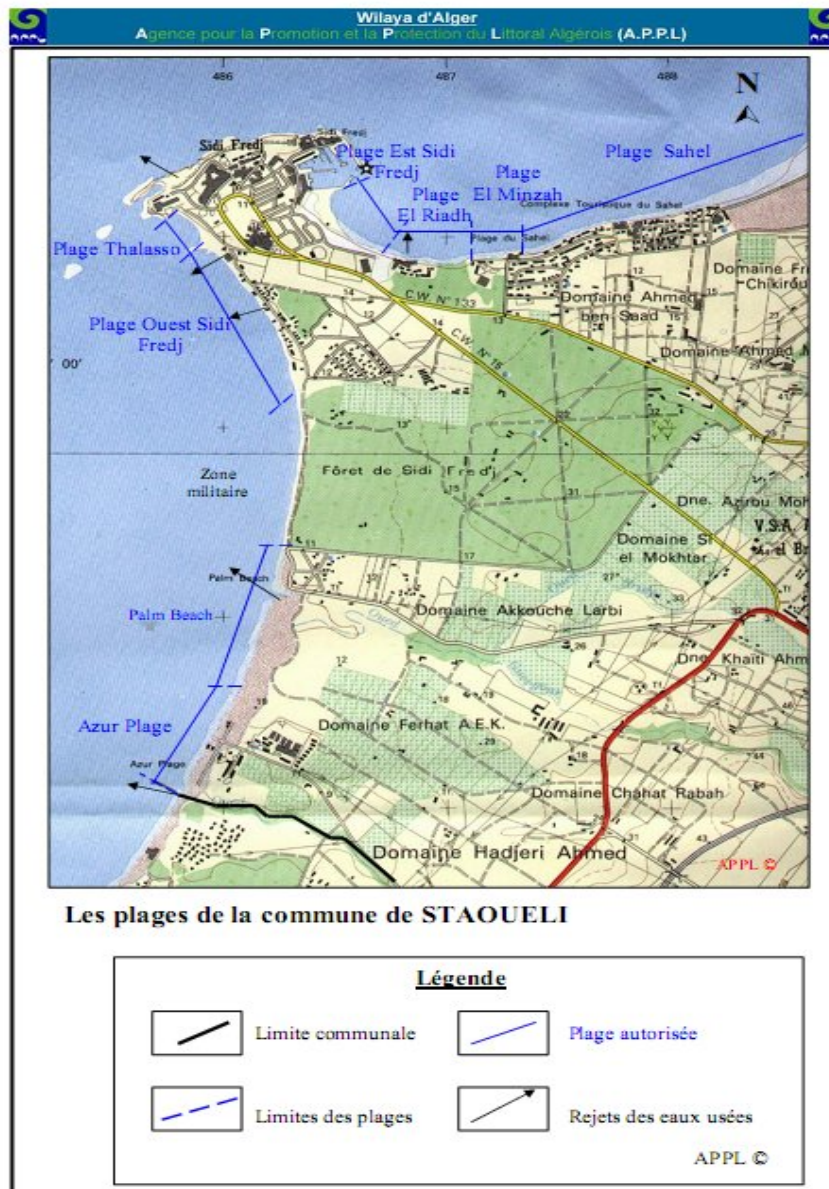 Wilaya d'Alger
Agence pour la Promotion et la Protection du Littoral Algérois (A.P.P.L)
486
487
488
N
Sidi Fredj
Sidi Fredj
Plage Est Sidi
Fredj
Plage
El Riadh
Plage
El Minzah
Plage Sahel
Complexe Touristique du Sahel
Plage du Sahel
Plage Thalasso
Plage Ouest Sidi
Fredj
C.W. N° 133
C.W. N° 15
Domaine Ahmed
ben Saad
Domaine Fr
Chikirou
Domaine Ahmed M
00'
Zone
militaire
Fôret de Sidi Fredj
Dne. Azirou Moh
V.S.A.
Domaine Si
el Mokhtar
Palm Beach
Palm Beach
Domaine Akkouche Larbi
Dne Khaïti Ahm
Azur Plage
Azur Plage
Domaine Ferhat A.E.K.
Domaine Chahat Rabah
Domaine Hadjeri Ahmed
APPL ©
Les plages de la commune de STAOUELI
Légende
Limite communale
Plage autorisée
Limites des plages
Rejets des eaux usées
APPL ©